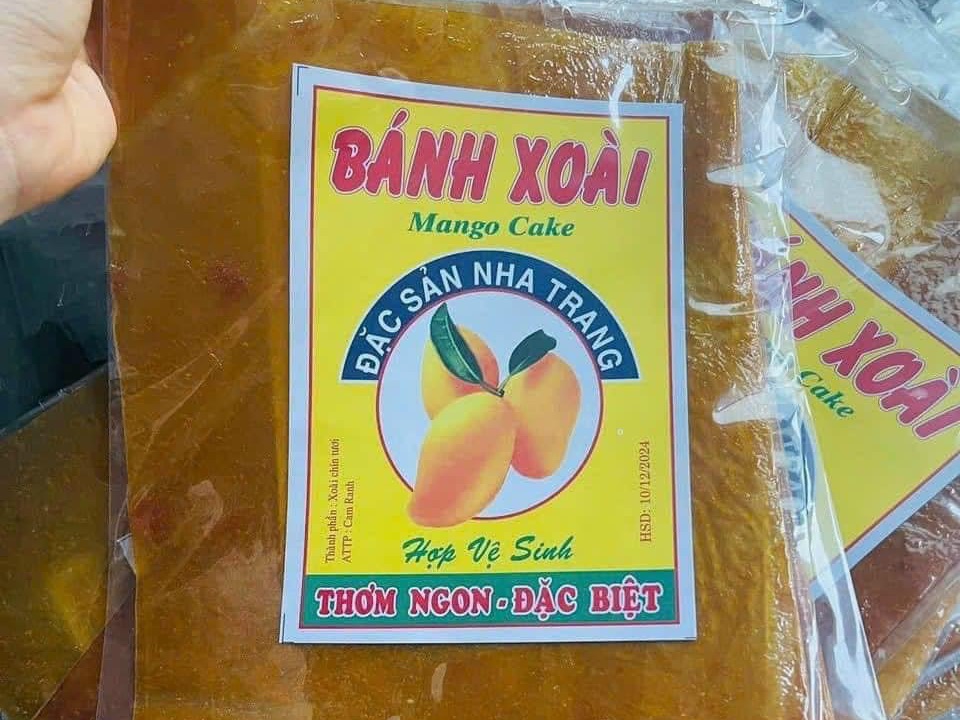 BÁNH XOÀI
Mango Cake
ĐẶC SẢN NHA TRANG
Thành phần : Xoài chín tươi
ATTP : Cam Ranh
HSD: 10/12/2024
Hợp Vệ Sinh
THƠM NGON - ĐẶC BIỆT
ÁNH XOÀI
Cake